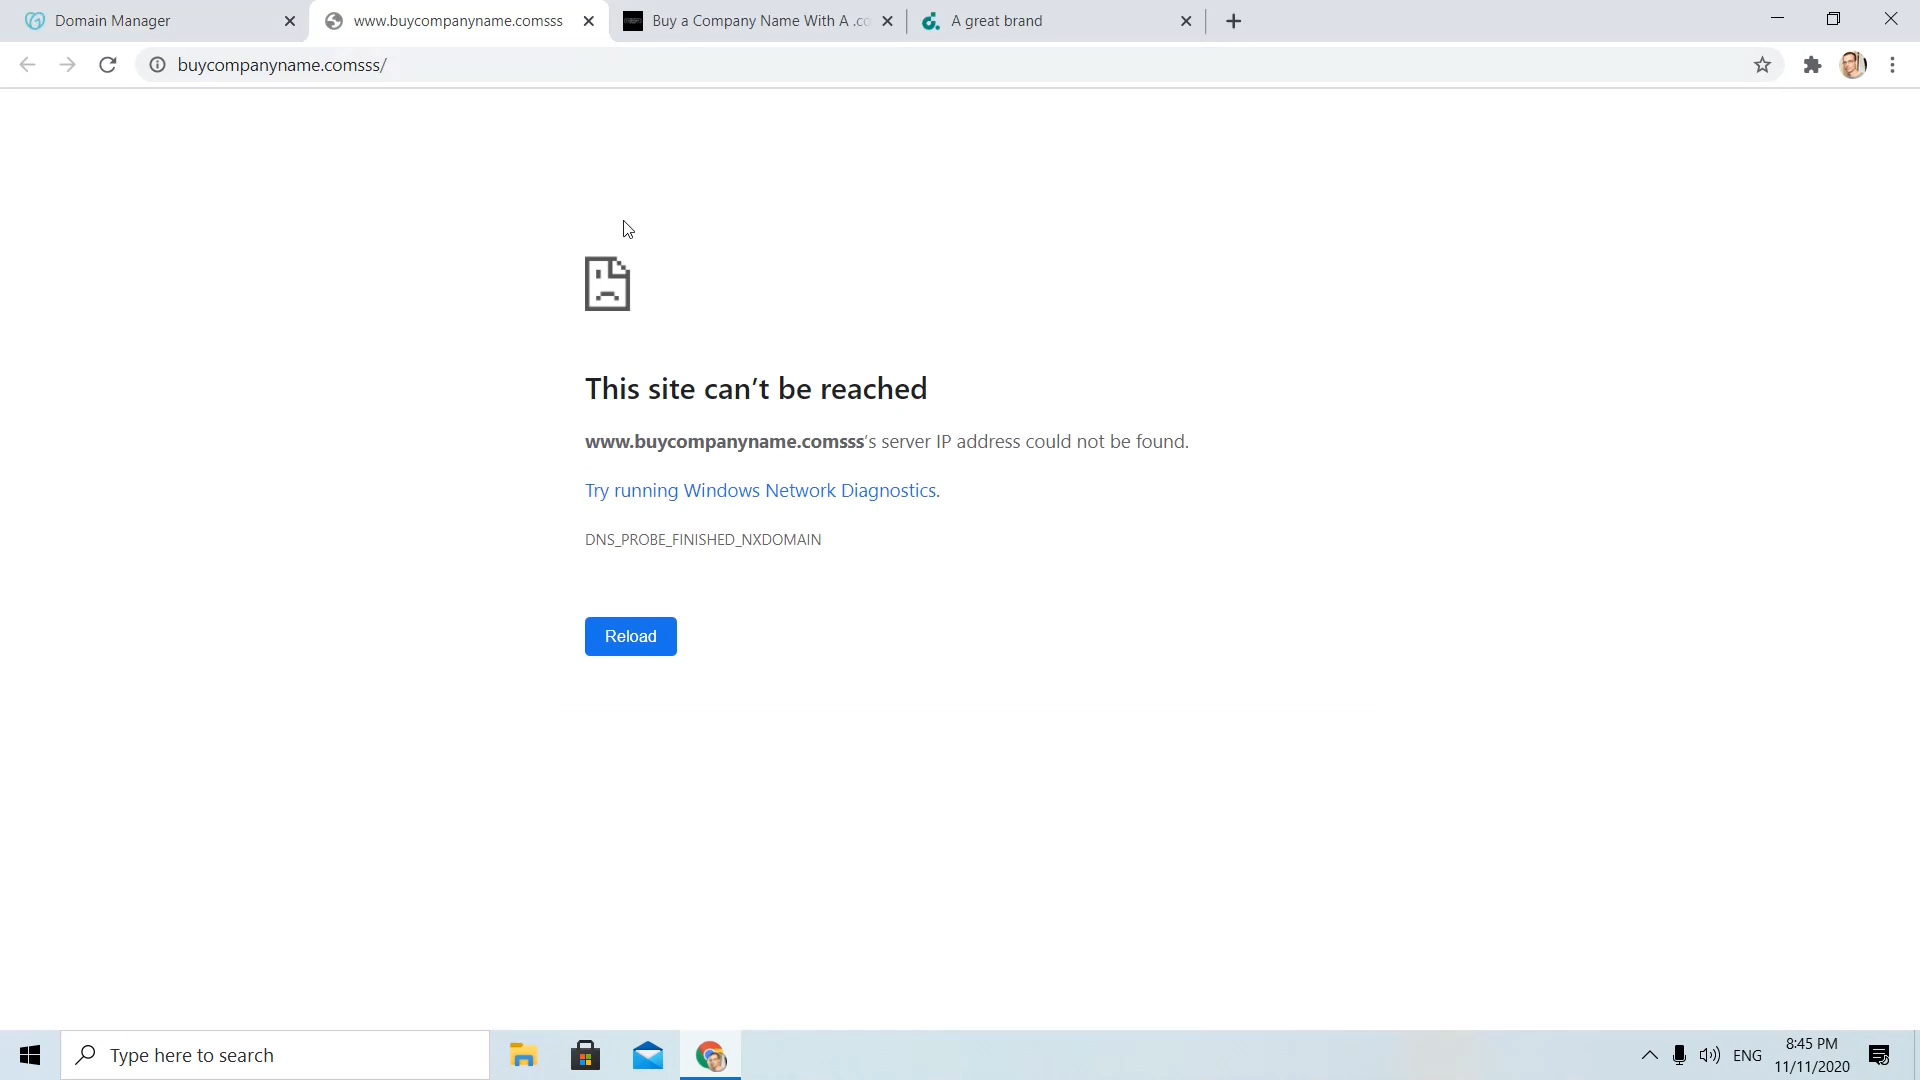 Domain Manager
www.buycompanyname.comsss
Buy a Company Name With A .co
A great brand
buycompanyname.comsss/
This site can’t be reached
www.buycompanyname.comsss’s server IP address could not be found.
Try running Windows Network Diagnostics.
DNS_PROBE_FINISHED_NXDOMAIN
Reload
Type here to search
ENG
8:45 PM
11/11/2020